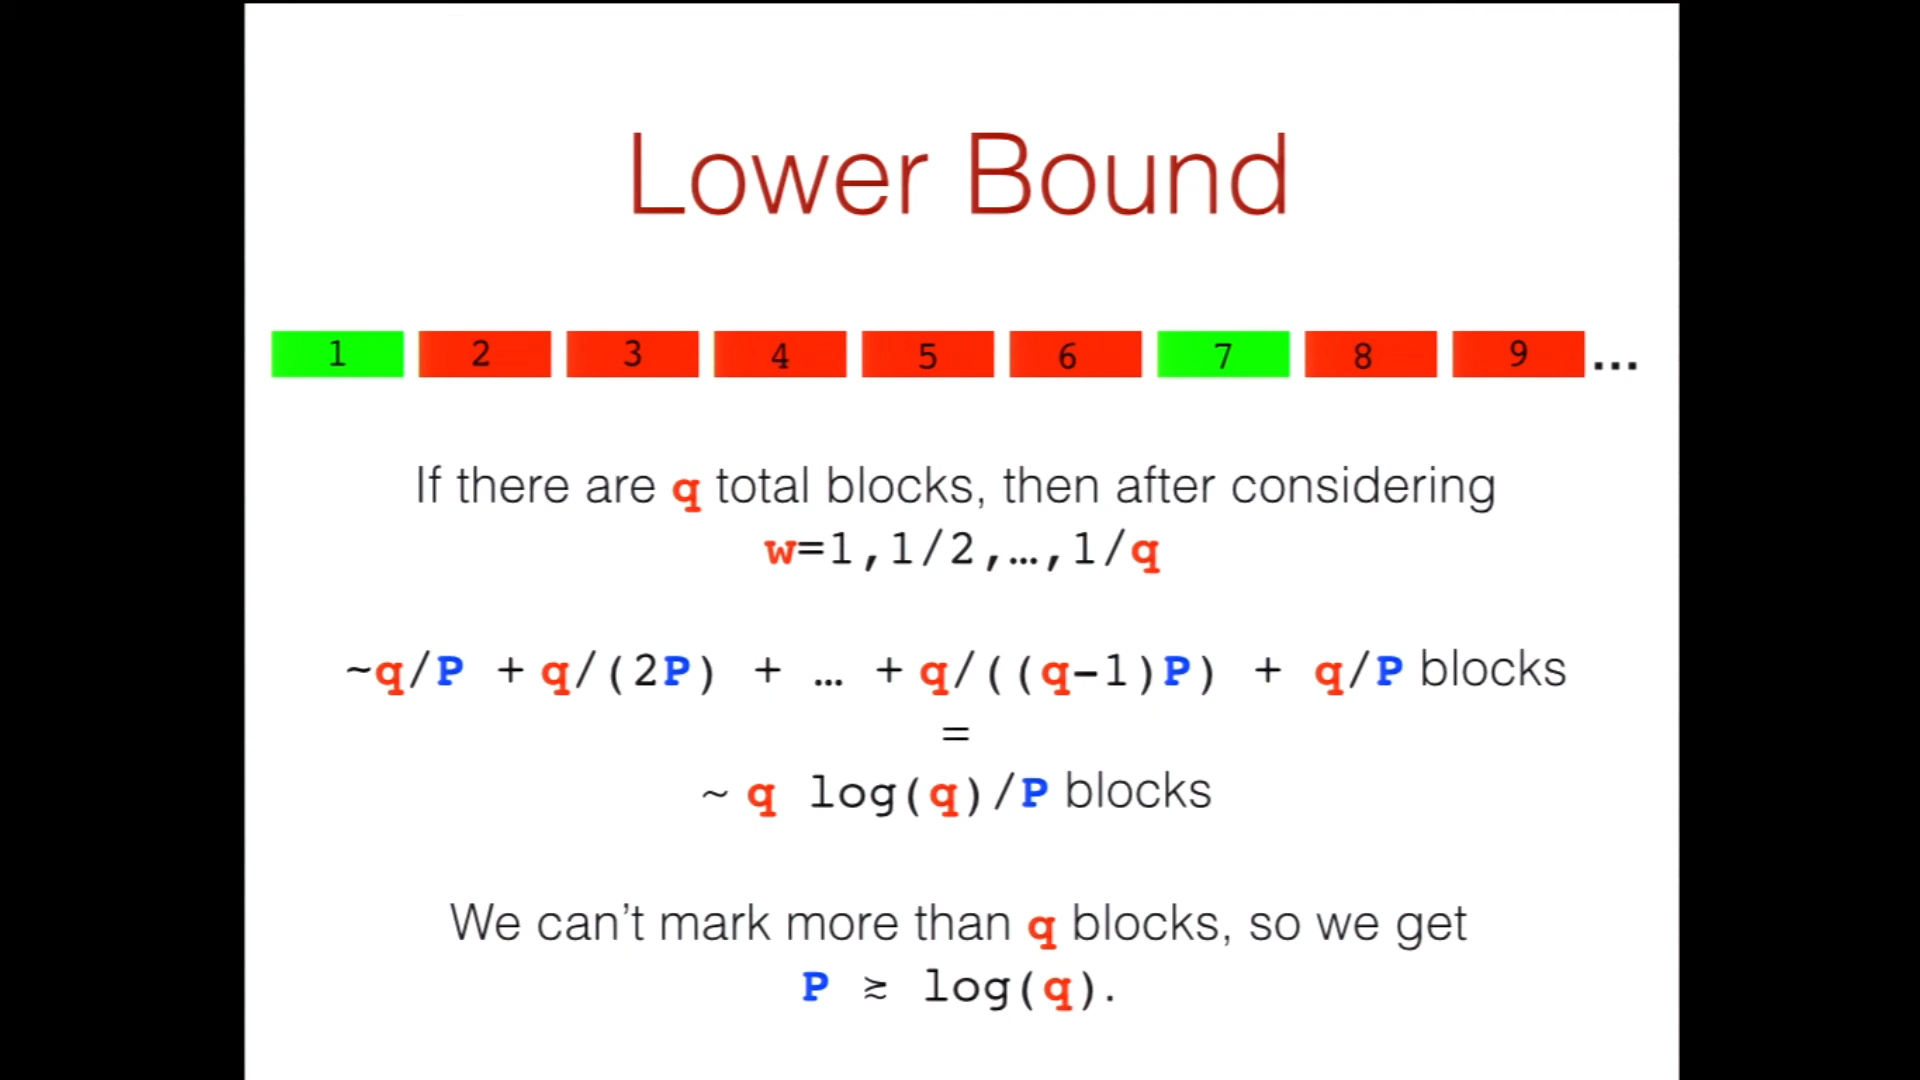 Lower Bound
1 2 3 4 5 6 7 8 9 ...
If there are q total blocks, then after considering
w=1,1/2,…,1/q
~q/P + q/(2P) + … + q/((q-1)P) + q/P blocks
=
~ q log(q)/P blocks
We can't mark more than q blocks, so we get
P ≳ log(q).